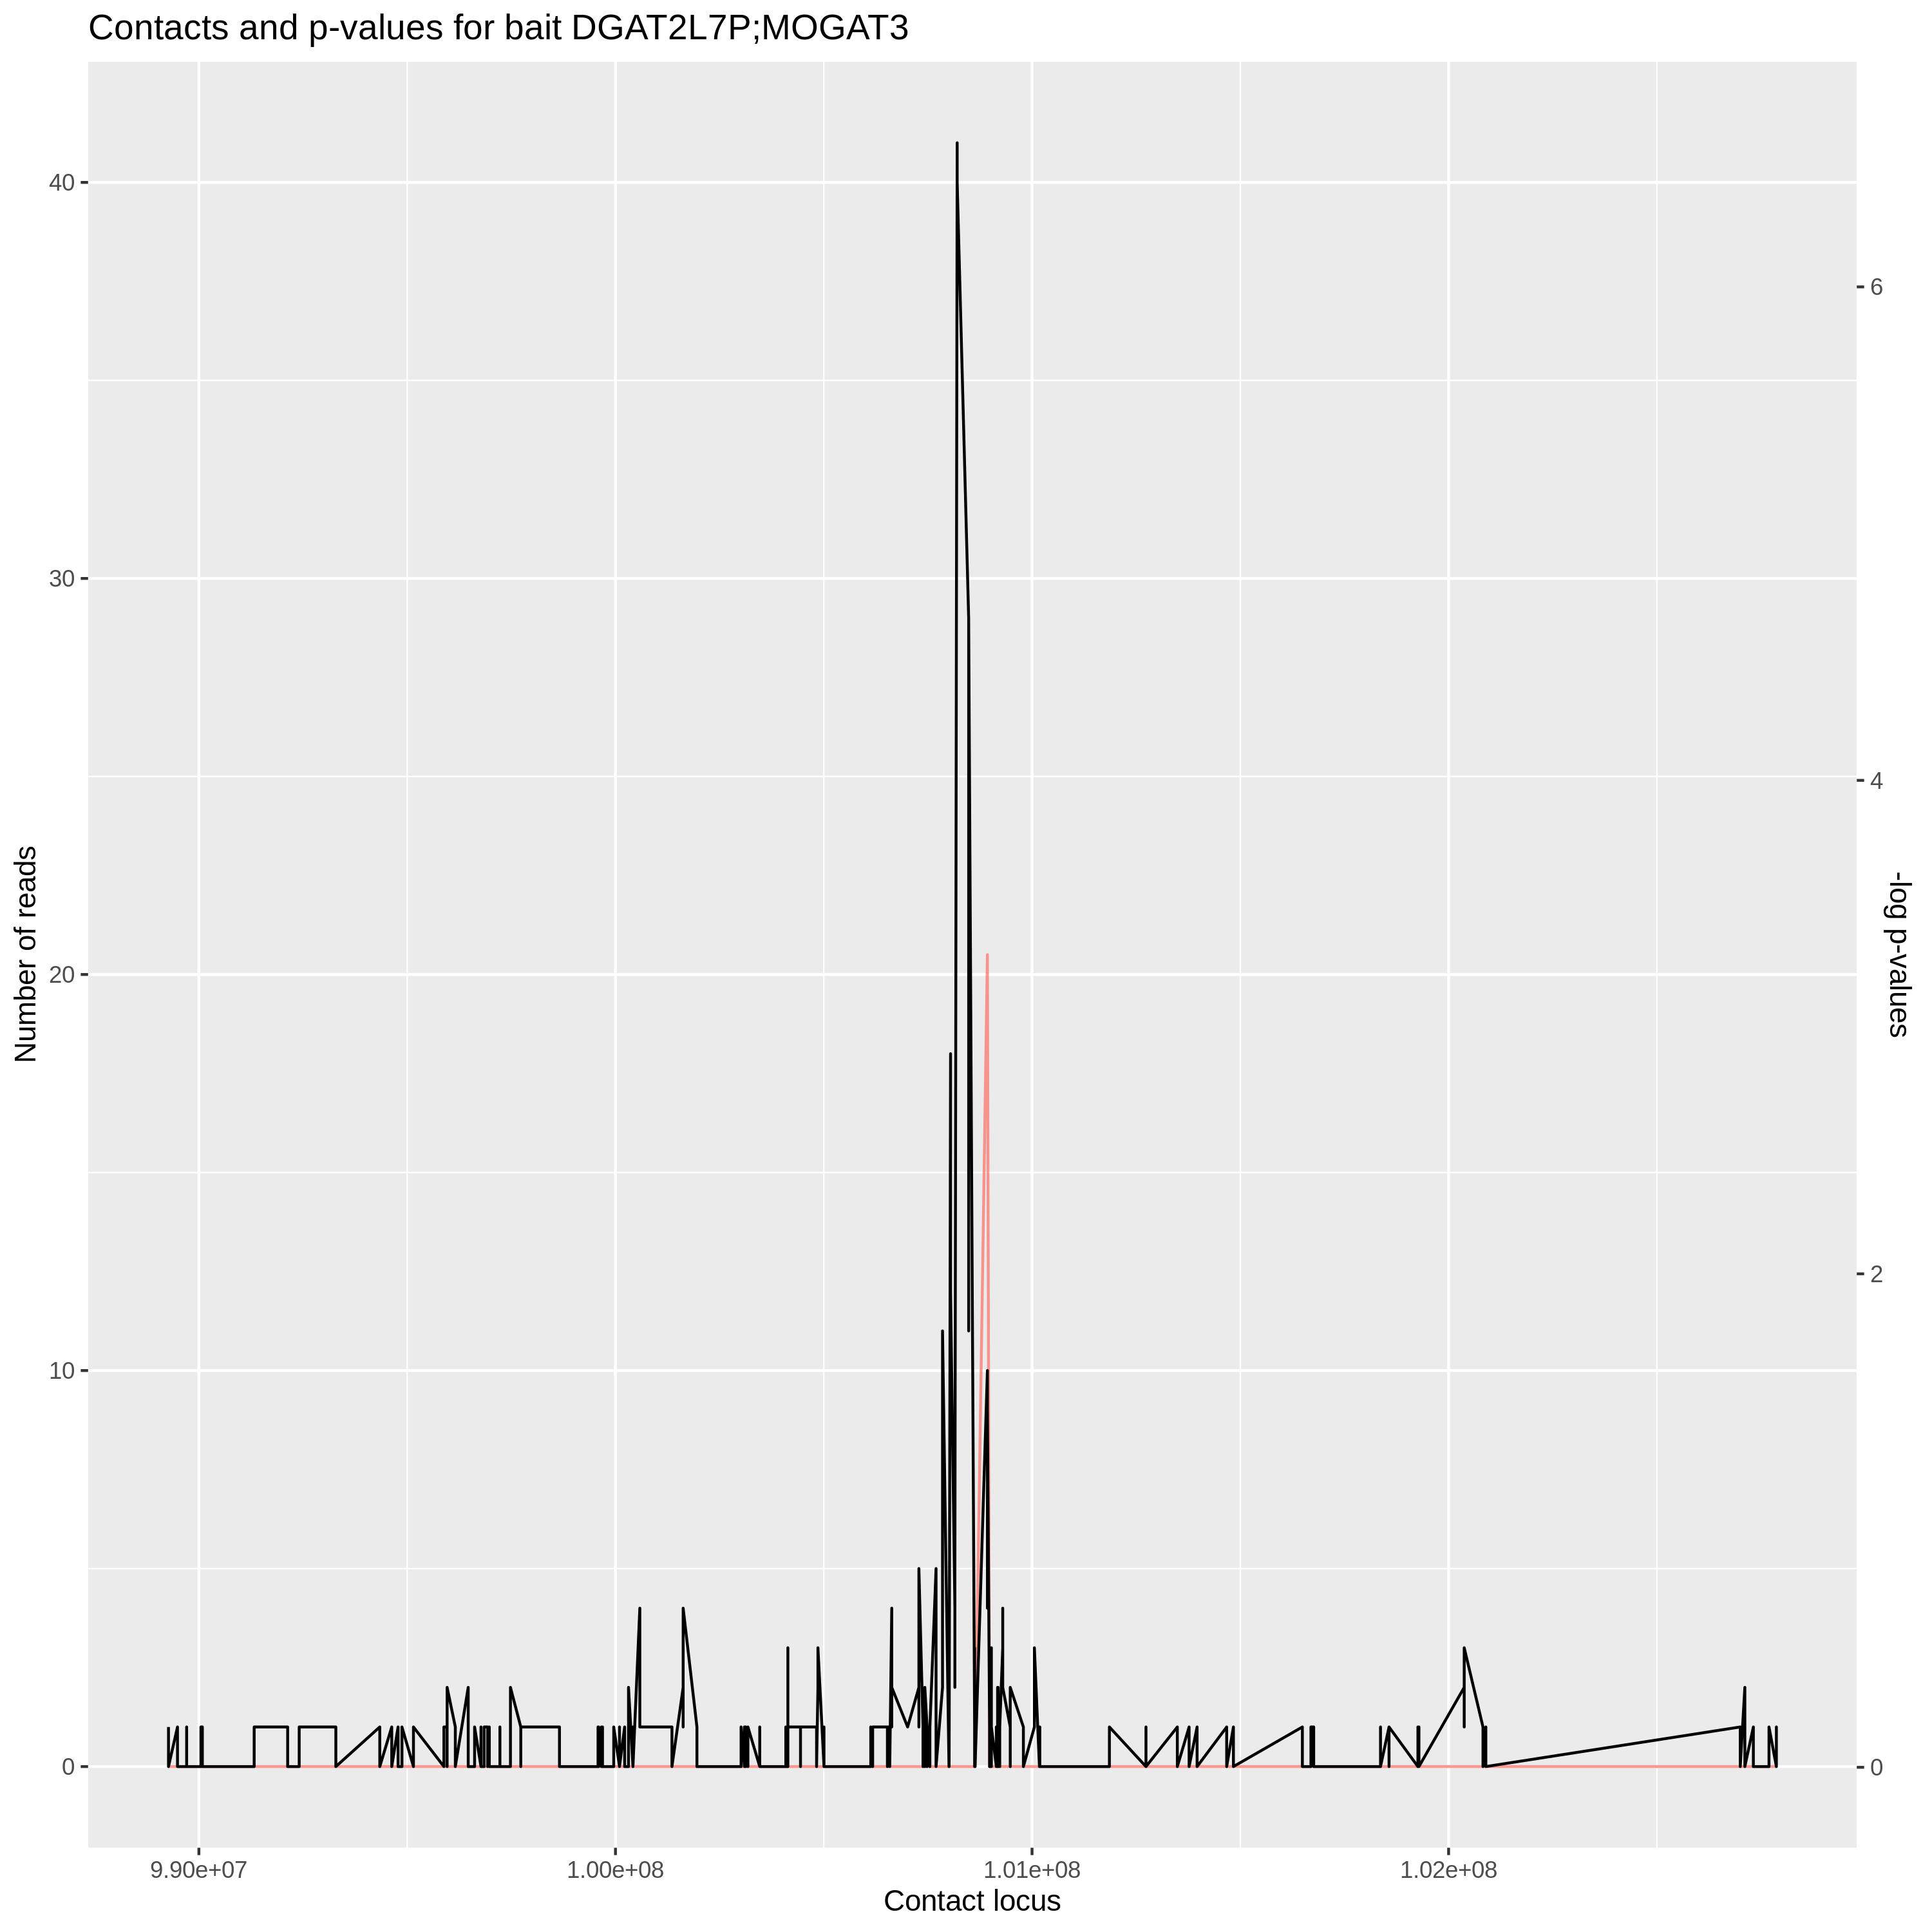 Contacts and p-values for bait DGAT2L7P;MOGAT3
40
30
20
10
0
Number of reads
6
4
2
0
-log p-values
9.90e+07 1.00e+08 1.01e+08 1.02e+08
Contact locus